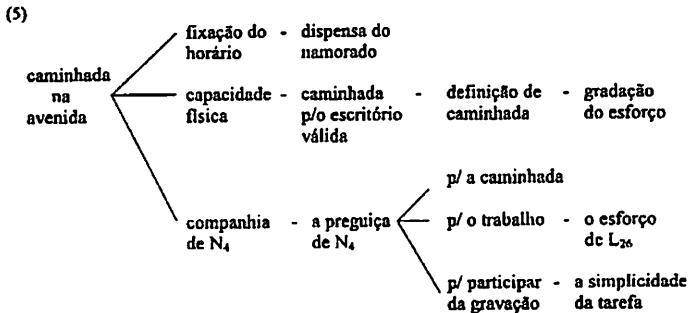 (5)
fixação do - dispensa do
horário namorado
caminhada
na
avenida
capacidade - caminhada - definição de - gradação
física p/o escritório caminhada do esforço
válida
p/ a caminhada
companhia - a preguiça p/ o trabalho - o esforço
de N₄ de N₄ de L₂₆
p/ participar - a simplicidade
da gravação da tarefa